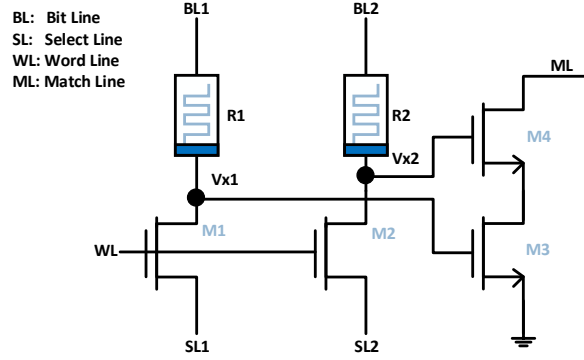 BL: Bit Line
SL: Select Line
WL: Word Line
ML: Match Line
BL1
BL2
ML
R1
R2
M4
Vx1
Vx2
M1
M2
M3
WL
SL1
SL2